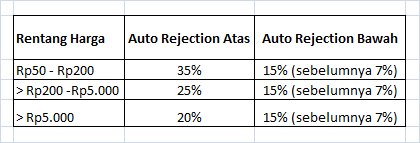 Rentang Harga Auto Rejection Atas Auto Rejection Bawah
Rp50 - Rp200 35% 15% (sebelumnya 7%)
> Rp200 -Rp5.000 25% 15% (sebelumnya 7%)
> Rp5.000 20% 15% (sebelumnya 7%)